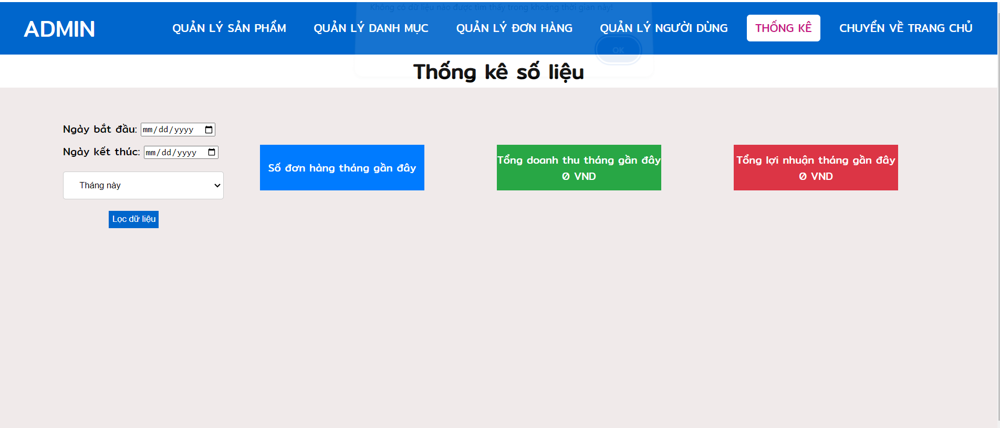 Không có dữ liệu nào được tìm thấy trong khoảng thời gian này!
OK
ADMIN
QUẢN LÝ SẢN PHẨM
QUẢN LÝ DANH MỤC
QUẢN LÝ ĐƠN HÀNG
QUẢN LÝ NGƯỜI DÙNG
THỐNG KÊ
CHUYỂN VỀ TRANG CHỦ
Thống kê số liệu
Ngày bắt đầu: mm/dd/yyyy
Ngày kết thúc: mm/dd/yyyy
Tháng này
Lọc dữ liệu
Số đơn hàng tháng gần đây
Tổng doanh thu tháng gần đây
0 VND
Tổng lợi nhuận tháng gần đây
0 VND